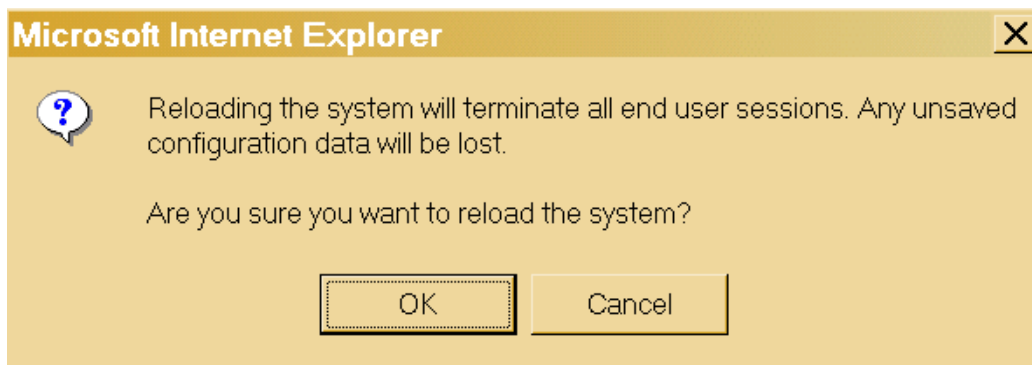 Microsoft Internet Explorer
Reloading the system will terminate all end user sessions. Any unsaved
configuration data will be lost.
Are you sure you want to reload the system?
OK
Cancel